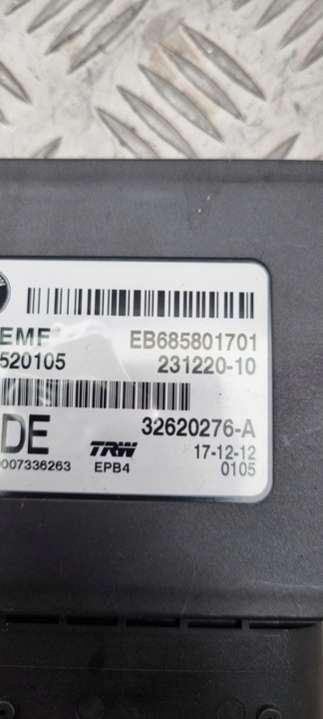 EMF EB685801701
520105 231220-10
DE TRW 32620276-A
EPB4 17-12-12
0007336263 0105